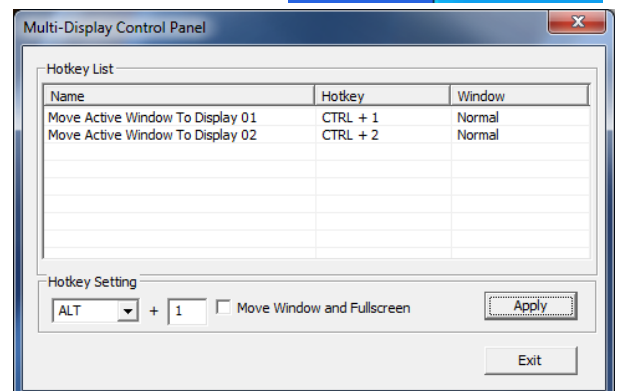 Multi-Display Control Panel
Hotkey List
Name Hotkey Window
Move Active Window To Display 01 CTRL + 1 Normal
Move Active Window To Display 02 CTRL + 2 Normal
Hotkey Setting
ALT + 1 Move Window and Fullscreen Apply
Exit